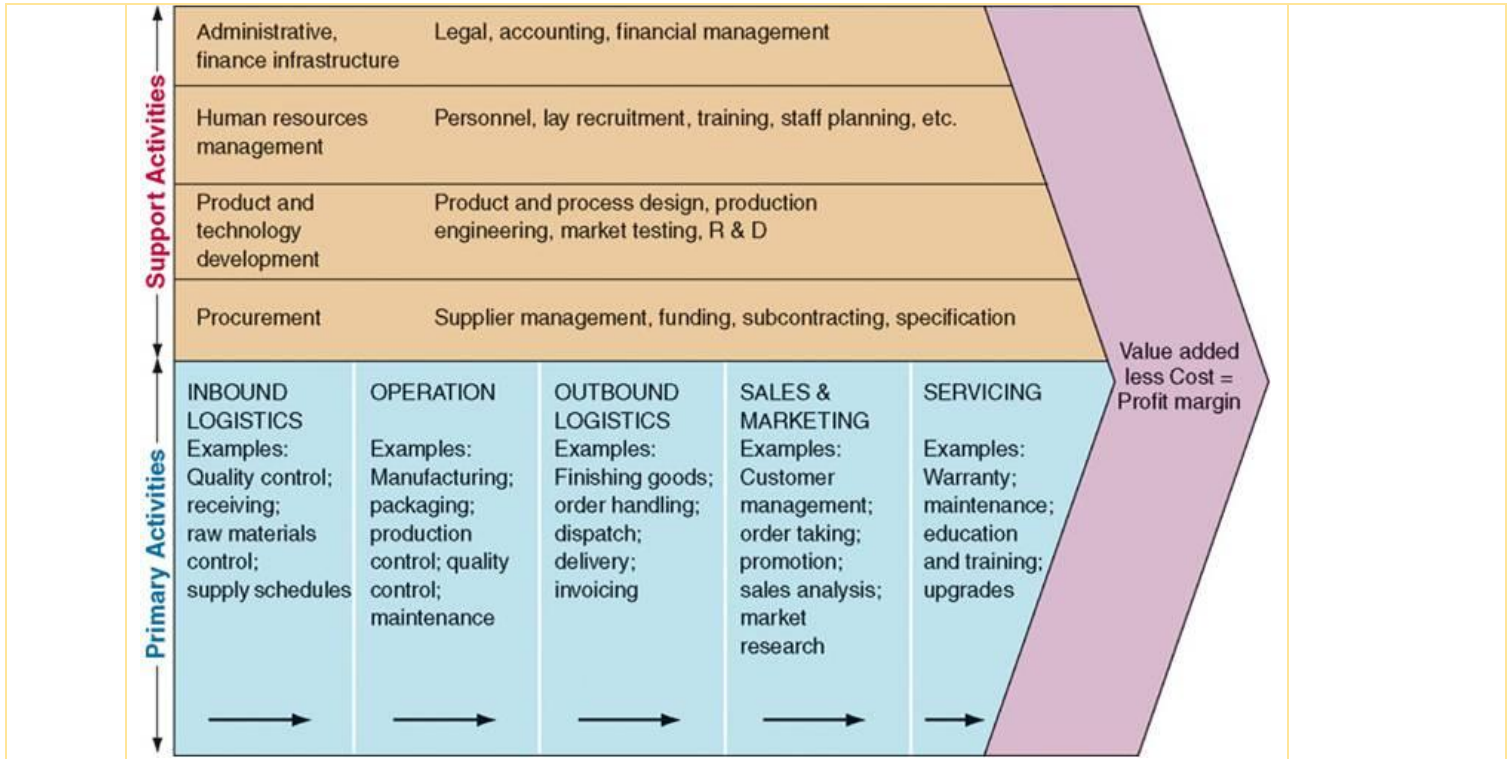 Support Activities
Administrative,
finance infrastructure
Legal, accounting, financial management
Human resources
management
Personnel, lay recruitment, training, staff planning, etc.
Product and
technology
development
Product and process design, production
engineering, market testing, R & D
Procurement
Supplier management, funding, subcontracting, specification
Primary Activities
INBOUND
LOGISTICS
Examples:
Quality control;
receiving;
raw materials
control;
supply schedules
OPERATION
Examples:
Manufacturing;
packaging;
production
control; quality
control;
maintenance
OUTBOUND
LOGISTICS
Examples:
Finishing goods;
order handling;
dispatch;
delivery;
invoicing
SALES &
MARKETING
Examples:
Customer
management;
order taking;
promotion;
sales analysis;
market
research
SERVICING
Examples:
Warranty;
maintenance;
education
and training;
upgrades
Value added
less Cost =
Profit margin